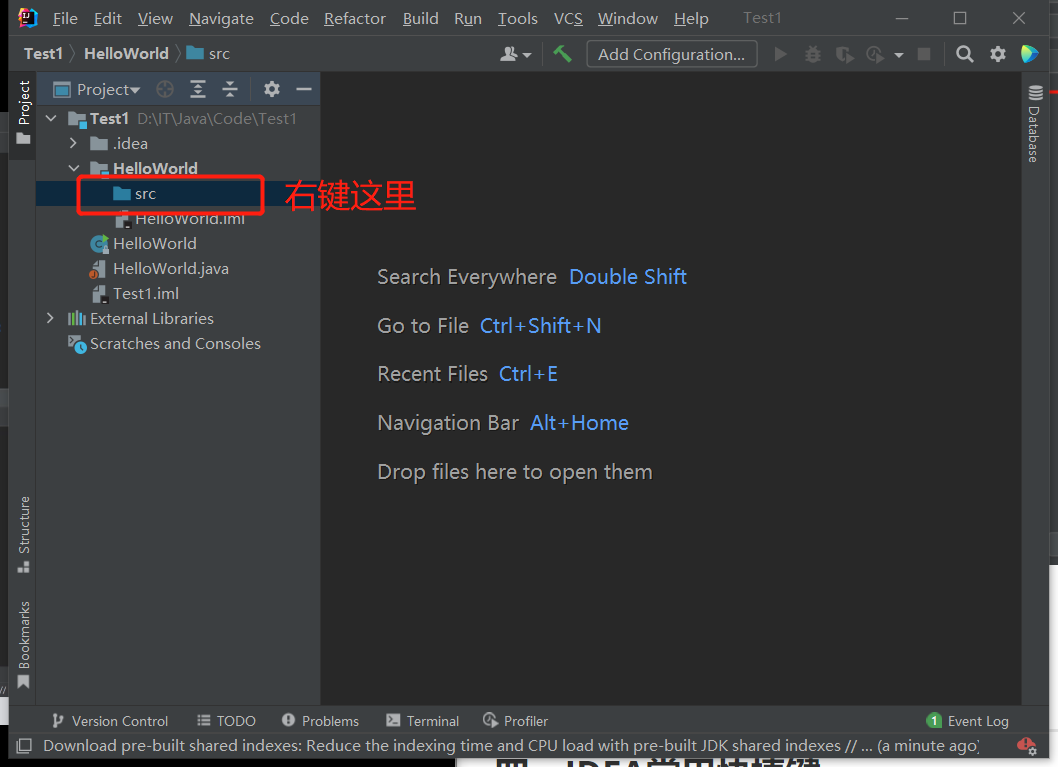 File Edit View Navigate Code Refactor Build Run Tools VCS Window Help Test1
Test1 HelloWorld src Add Configuration...
Project
Project
Test1 D:\IT\Java\Code\Test1
.idea
HelloWorld
src
右键这里
HelloWorld.iml
HelloWorld
HelloWorld.java
Test1.iml
External Libraries
Scratches and Consoles
Search Everywhere Double Shift
Go to File Ctrl+Shift+N
Recent Files Ctrl+E
Navigation Bar Alt+Home
Drop files here to open them
Database
Structure
Bookmarks
Version Control TODO Problems Terminal Profiler 1 Event Log
Download pre-built shared indexes: Reduce the indexing time and CPU load with pre-built JDK shared indexes // ... (a minute ago)